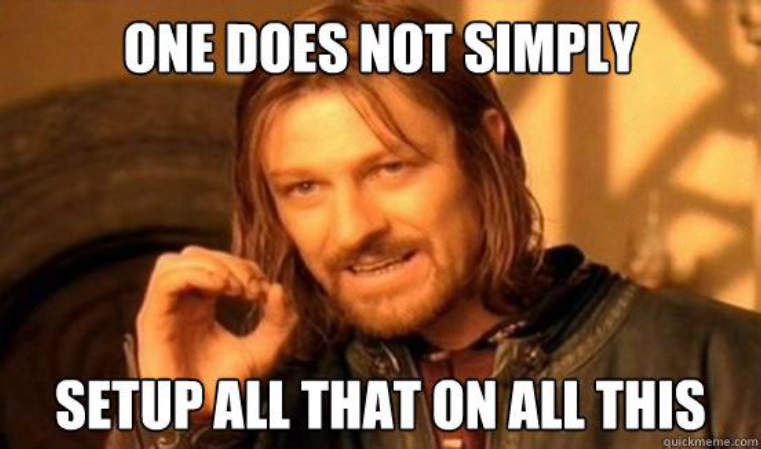 ONE DOES NOT SIMPLY
SETUP ALL THAT ON ALL THIS
quickmeme.com